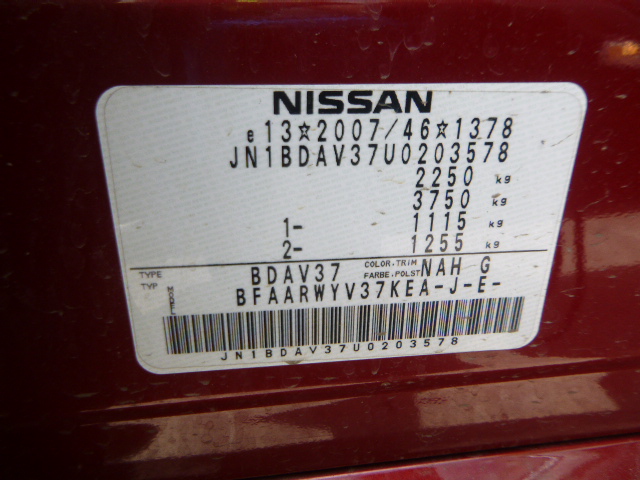 NISSAN
e13☆2007/46☆1378
JN1BDAV37U0203578
2250 kg
3750 kg
1- 1115 kg
2- 1255 kg
TYPE TYP BDAV37 COLOR,TRIM FARBE,POLST NAH G
MODEL BFAARWYV37KEA-J-E-
JN1BDAV37U0203578